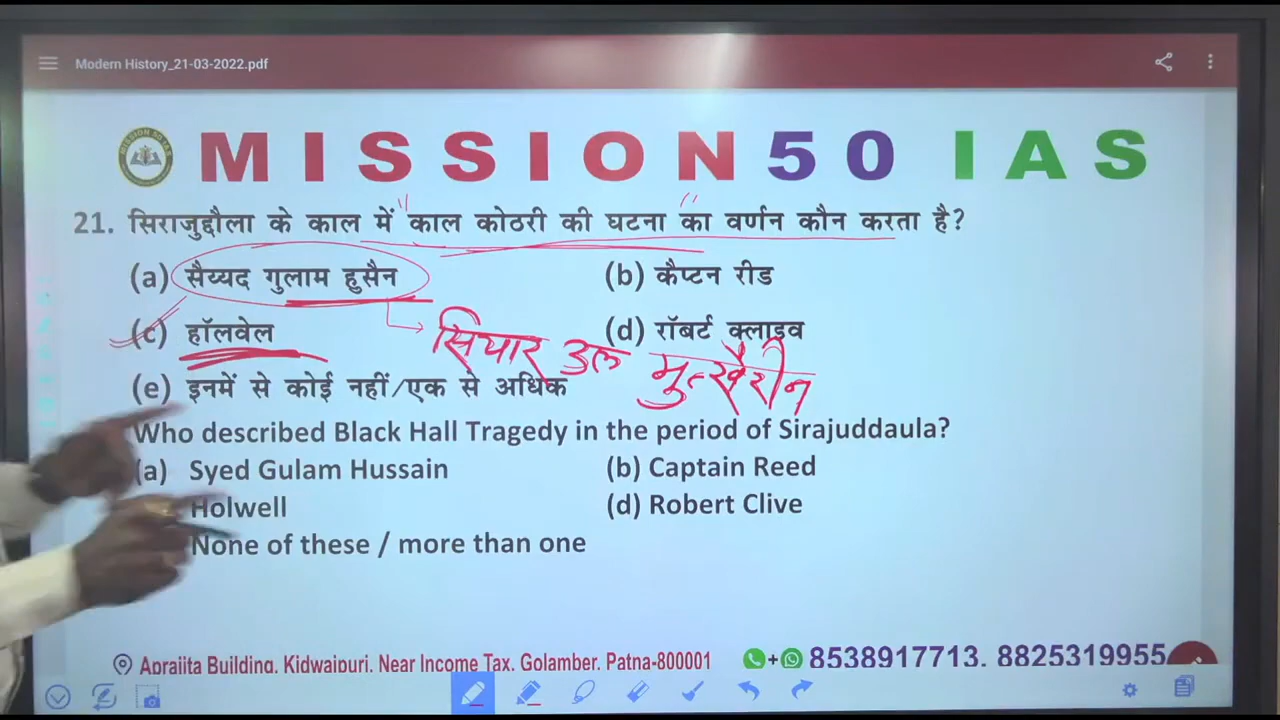 Modern History_21-03-2022.pdf
MISSION 50 IAS
21. सिराजुद्दौला के काल में "काल कोठरी की घटना" का वर्णन कौन करता है?
(a) सैय्यद गुलाम हुसैन (b) कैप्टन रीड
(c) हॉलवेल (d) रॉबर्ट क्लाइव
सियार उल मुत्खैरीन
(e) इनमें से कोई नहीं/एक से अधिक
Who described Black Hall Tragedy in the period of Sirajuddaula?
(a) Syed Gulam Hussain (b) Captain Reed
Holwell (d) Robert Clive
None of these / more than one
Aprajita Building, Kidwaipuri, Near Income Tax, Golamber, Patna-800001 + 8538917713, 8825319955